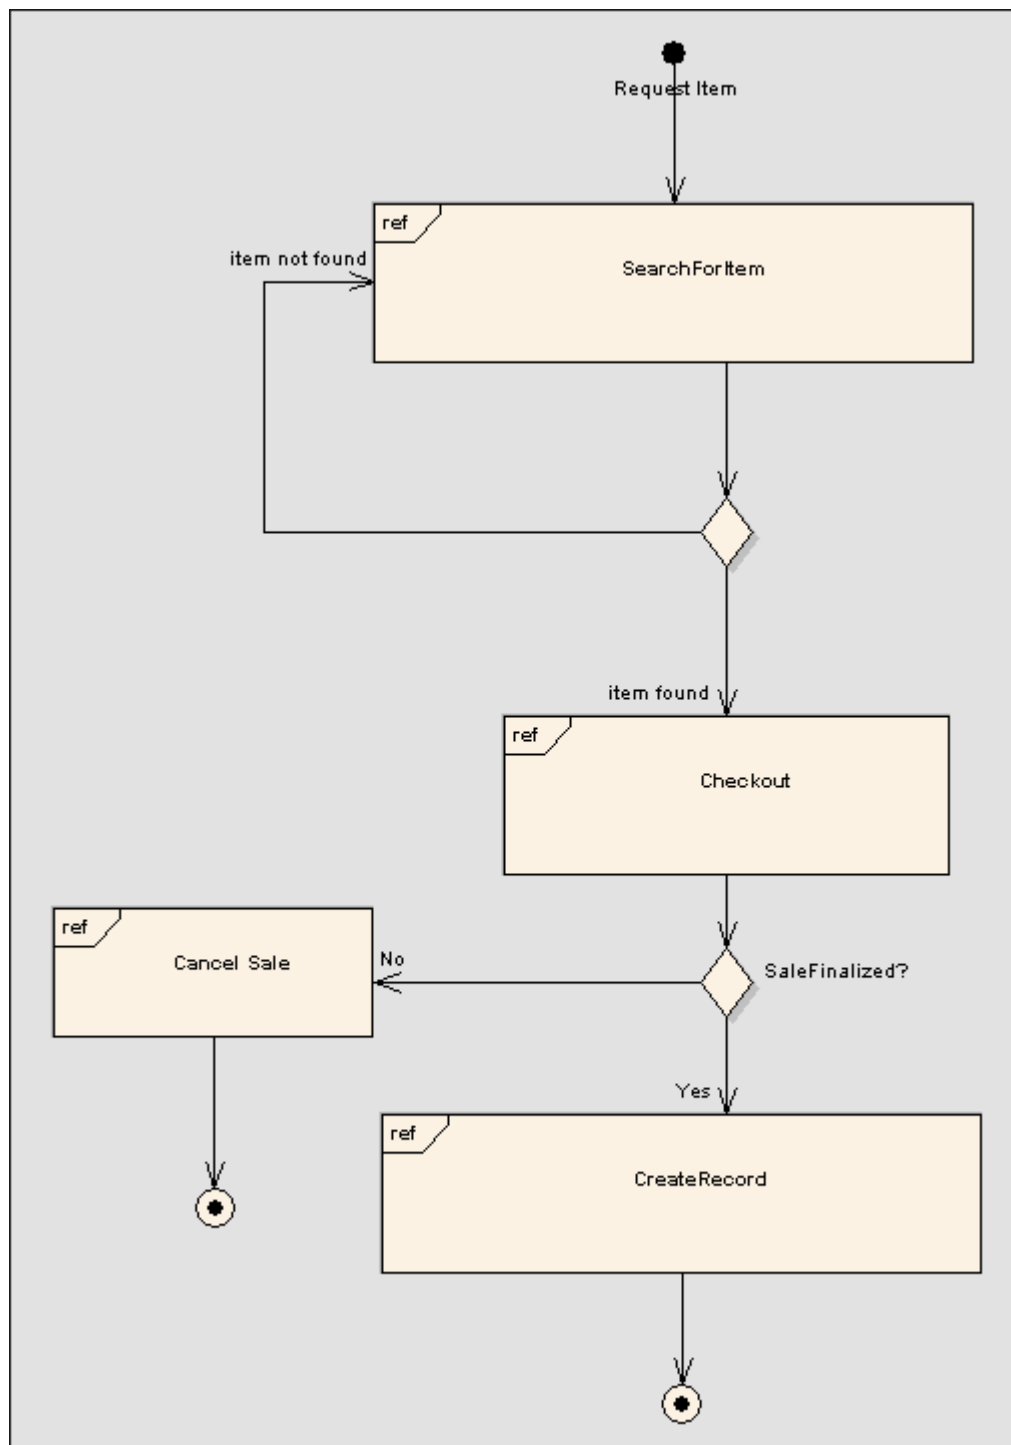 Request Item
ref
SearchForItem
item not found
item found
ref
Checkout
SaleFinalized?
No
ref
Cancel Sale
Yes
ref
CreateRecord